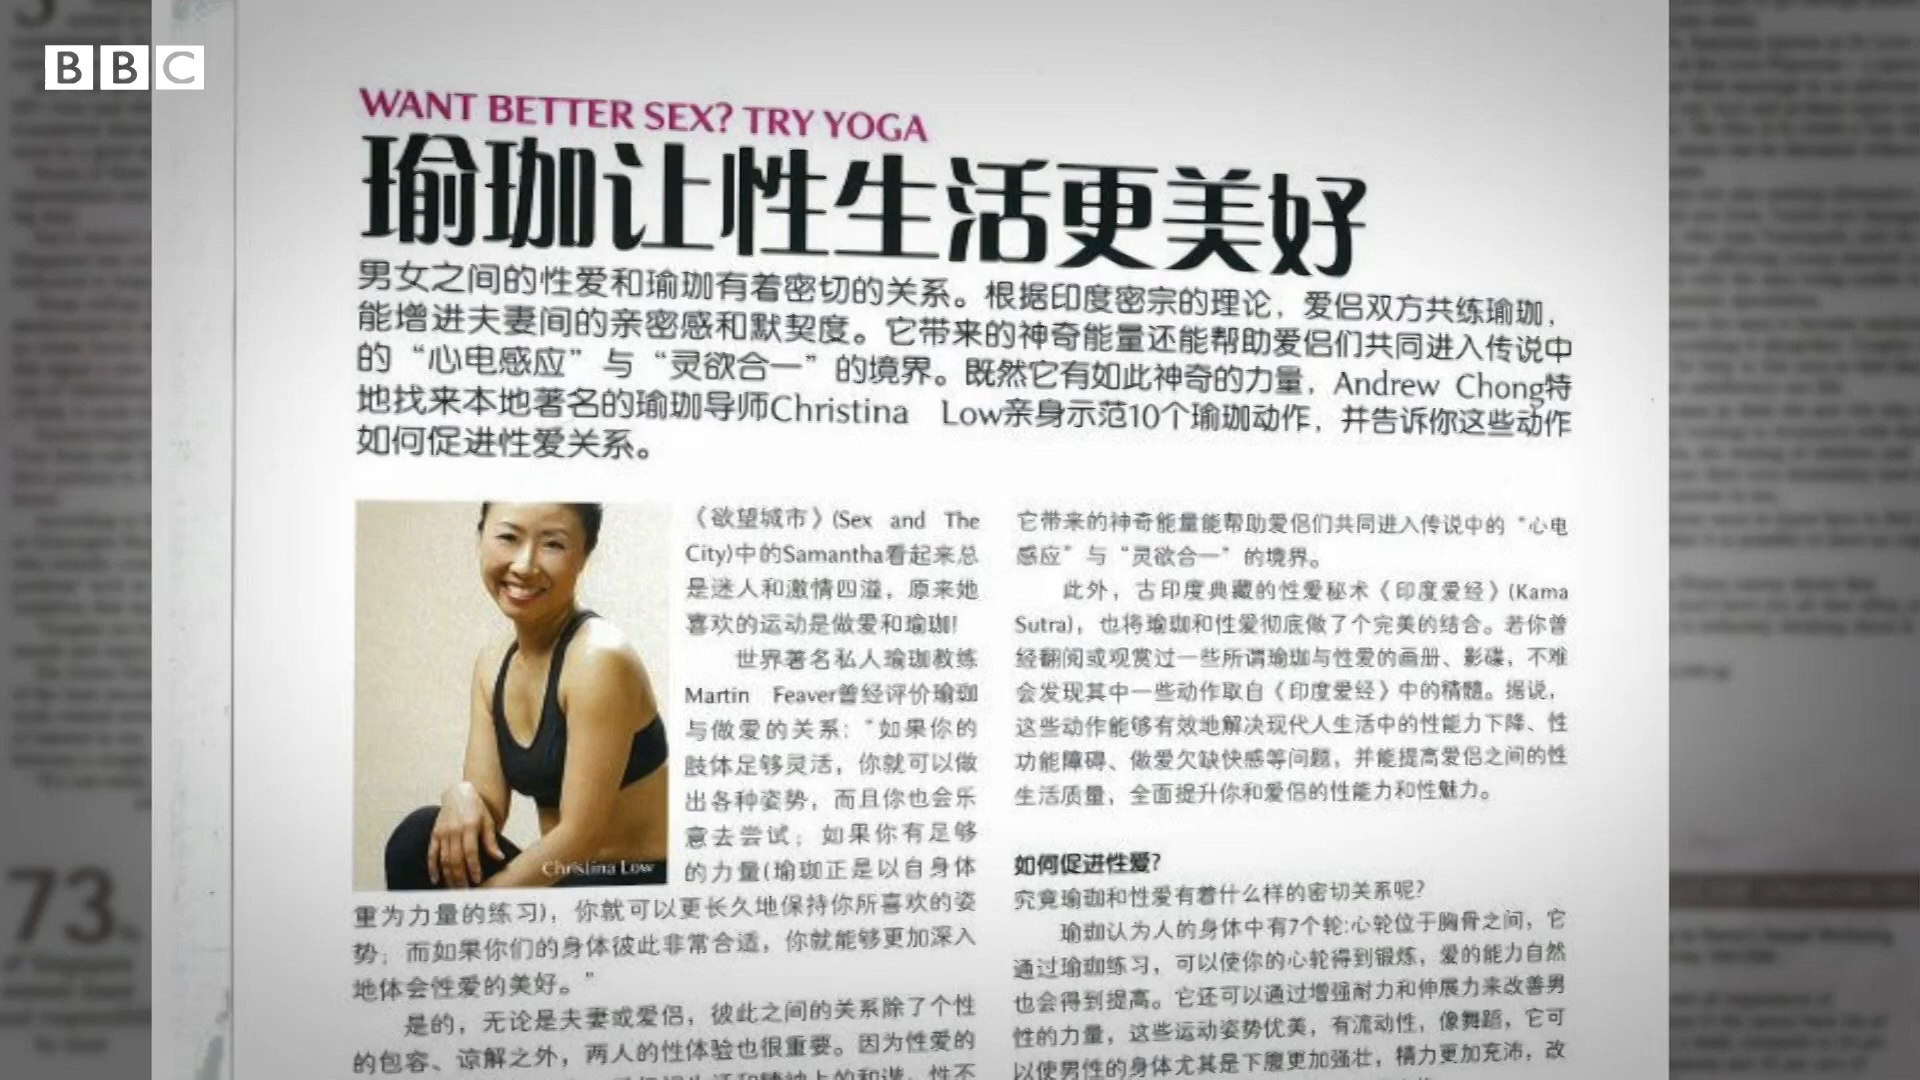 BBC
WANT BETTER SEX? TRY YOGA
瑜珈让性生活更美好
男女之间的性爱和瑜珈有着密切的关系。根据印度密宗的理论，爱侣双方共练瑜珈，
能增进夫妻间的亲密感和默契度。它带来的神奇能量还能帮助爱侣们共同进入传说中
的“心电感应”与“灵欲合一”的境界。既然它有如此神奇的力量，Andrew Chong特
地找来本地著名的瑜珈导师Christina Low亲身示范10个瑜珈动作，并告诉你这些动作
如何促进性爱关系。
《欲望城市》(Sex and The
City)中的Samantha看起来总
是迷人和激情四溢，原来她
喜欢的运动是做爱和瑜珈!
世界著名私人瑜珈教练
Martin Feaver曾经评价瑜珈
与做爱的关系：“如果你的
肢体足够灵活，你就可以做
出各种姿势，而且你也会乐
意去尝试；如果你有足够
的力量(瑜珈正是以自身体
重为力量的练习)，你就可以更长久地保持你所喜欢的姿
势；而如果你们的身体彼此非常合适，你就能够更加深入
地体会性爱的美好。”
是的，无论是夫妻或爱侣，彼此之间的关系除了个性
的包容、谅解之外，两人的性体验也很重要。因为性爱的
Christina Low
它带来的神奇能量能帮助爱侣们共同进入传说中的“心电
感应”与“灵欲合一”的境界。
此外，古印度典藏的性爱秘术《印度爱经》(Kama
Sutra)，也将瑜珈和性爱彻底做了个完美的结合。若你曾
经翻阅或观赏过一些所谓瑜珈与性爱的画册、影碟，不难
会发现其中一些动作取自《印度爱经》中的精髓。据说，
这些动作能够有效地解决现代人生活中的性能力下降、性
功能障碍、做爱欠缺快感等问题，并能提高爱侣之间的性
生活质量，全面提升你和爱侣的性能力和性魅力。
如何促进性爱?
究竟瑜珈和性爱有着什么样的密切关系呢?
瑜珈认为人的身体中有7个轮:心轮位于胸骨之间，它
通过瑜珈练习，可以使你的心轮得到锻炼，爱的能力自然
也会得到提高。它还可以通过增强耐力和伸展力来改善男
性的力量，这些运动姿势优美，有流动性，像舞蹈，它可
以使男性的身体尤其是下腹更加强壮，精力更加充沛，改
73